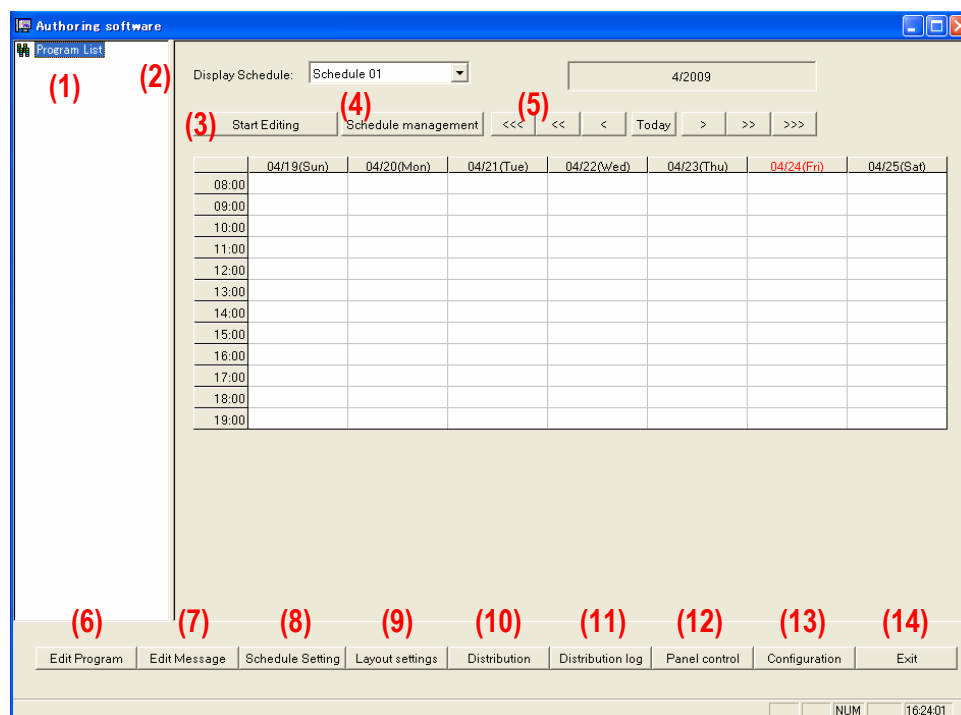 Authoring software
Program List
(1)
(2)
Display Schedule: Schedule 01
4/2009
(3)
(4)
(5)
Start Editing Schedule management <<< << < Today > >> >>>
04/19(Sun) 04/20(Mon) 04/21(Tue) 04/22(Wed) 04/23(Thu) 04/24(Fri) 04/25(Sat)
08:00
09:00
10:00
11:00
12:00
13:00
14:00
15:00
16:00
17:00
18:00
19:00
(6) (7) (8) (9) (10) (11) (12) (13) (14)
Edit Program Edit Message Schedule Setting Layout settings Distribution Distribution log Panel control Configuration Exit
NUM 16:24:01